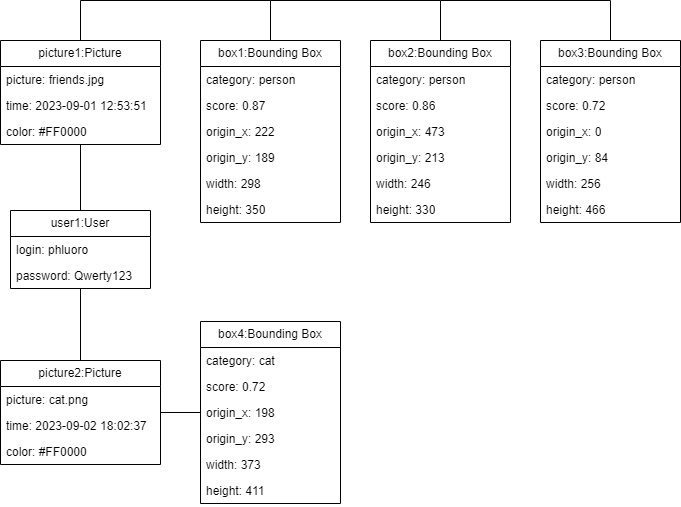 picture1:Picture
picture: friends.jpg
time: 2023-09-01 12:53:51
color: #FF0000
box1:Bounding Box
category: person
score: 0.87
origin_x: 222
origin_y: 189
width: 298
height: 350
box2:Bounding Box
category: person
score: 0.86
origin_x: 473
origin_y: 213
width: 246
height: 330
box3:Bounding Box
category: person
score: 0.72
origin_x: 0
origin_y: 84
width: 256
height: 466
user1:User
login: phluoro
password: Qwerty123
picture2:Picture
picture: cat.png
time: 2023-09-02 18:02:37
color: #FF0000
box4:Bounding Box
category: cat
score: 0.72
origin_x: 198
origin_y: 293
width: 373
height: 411